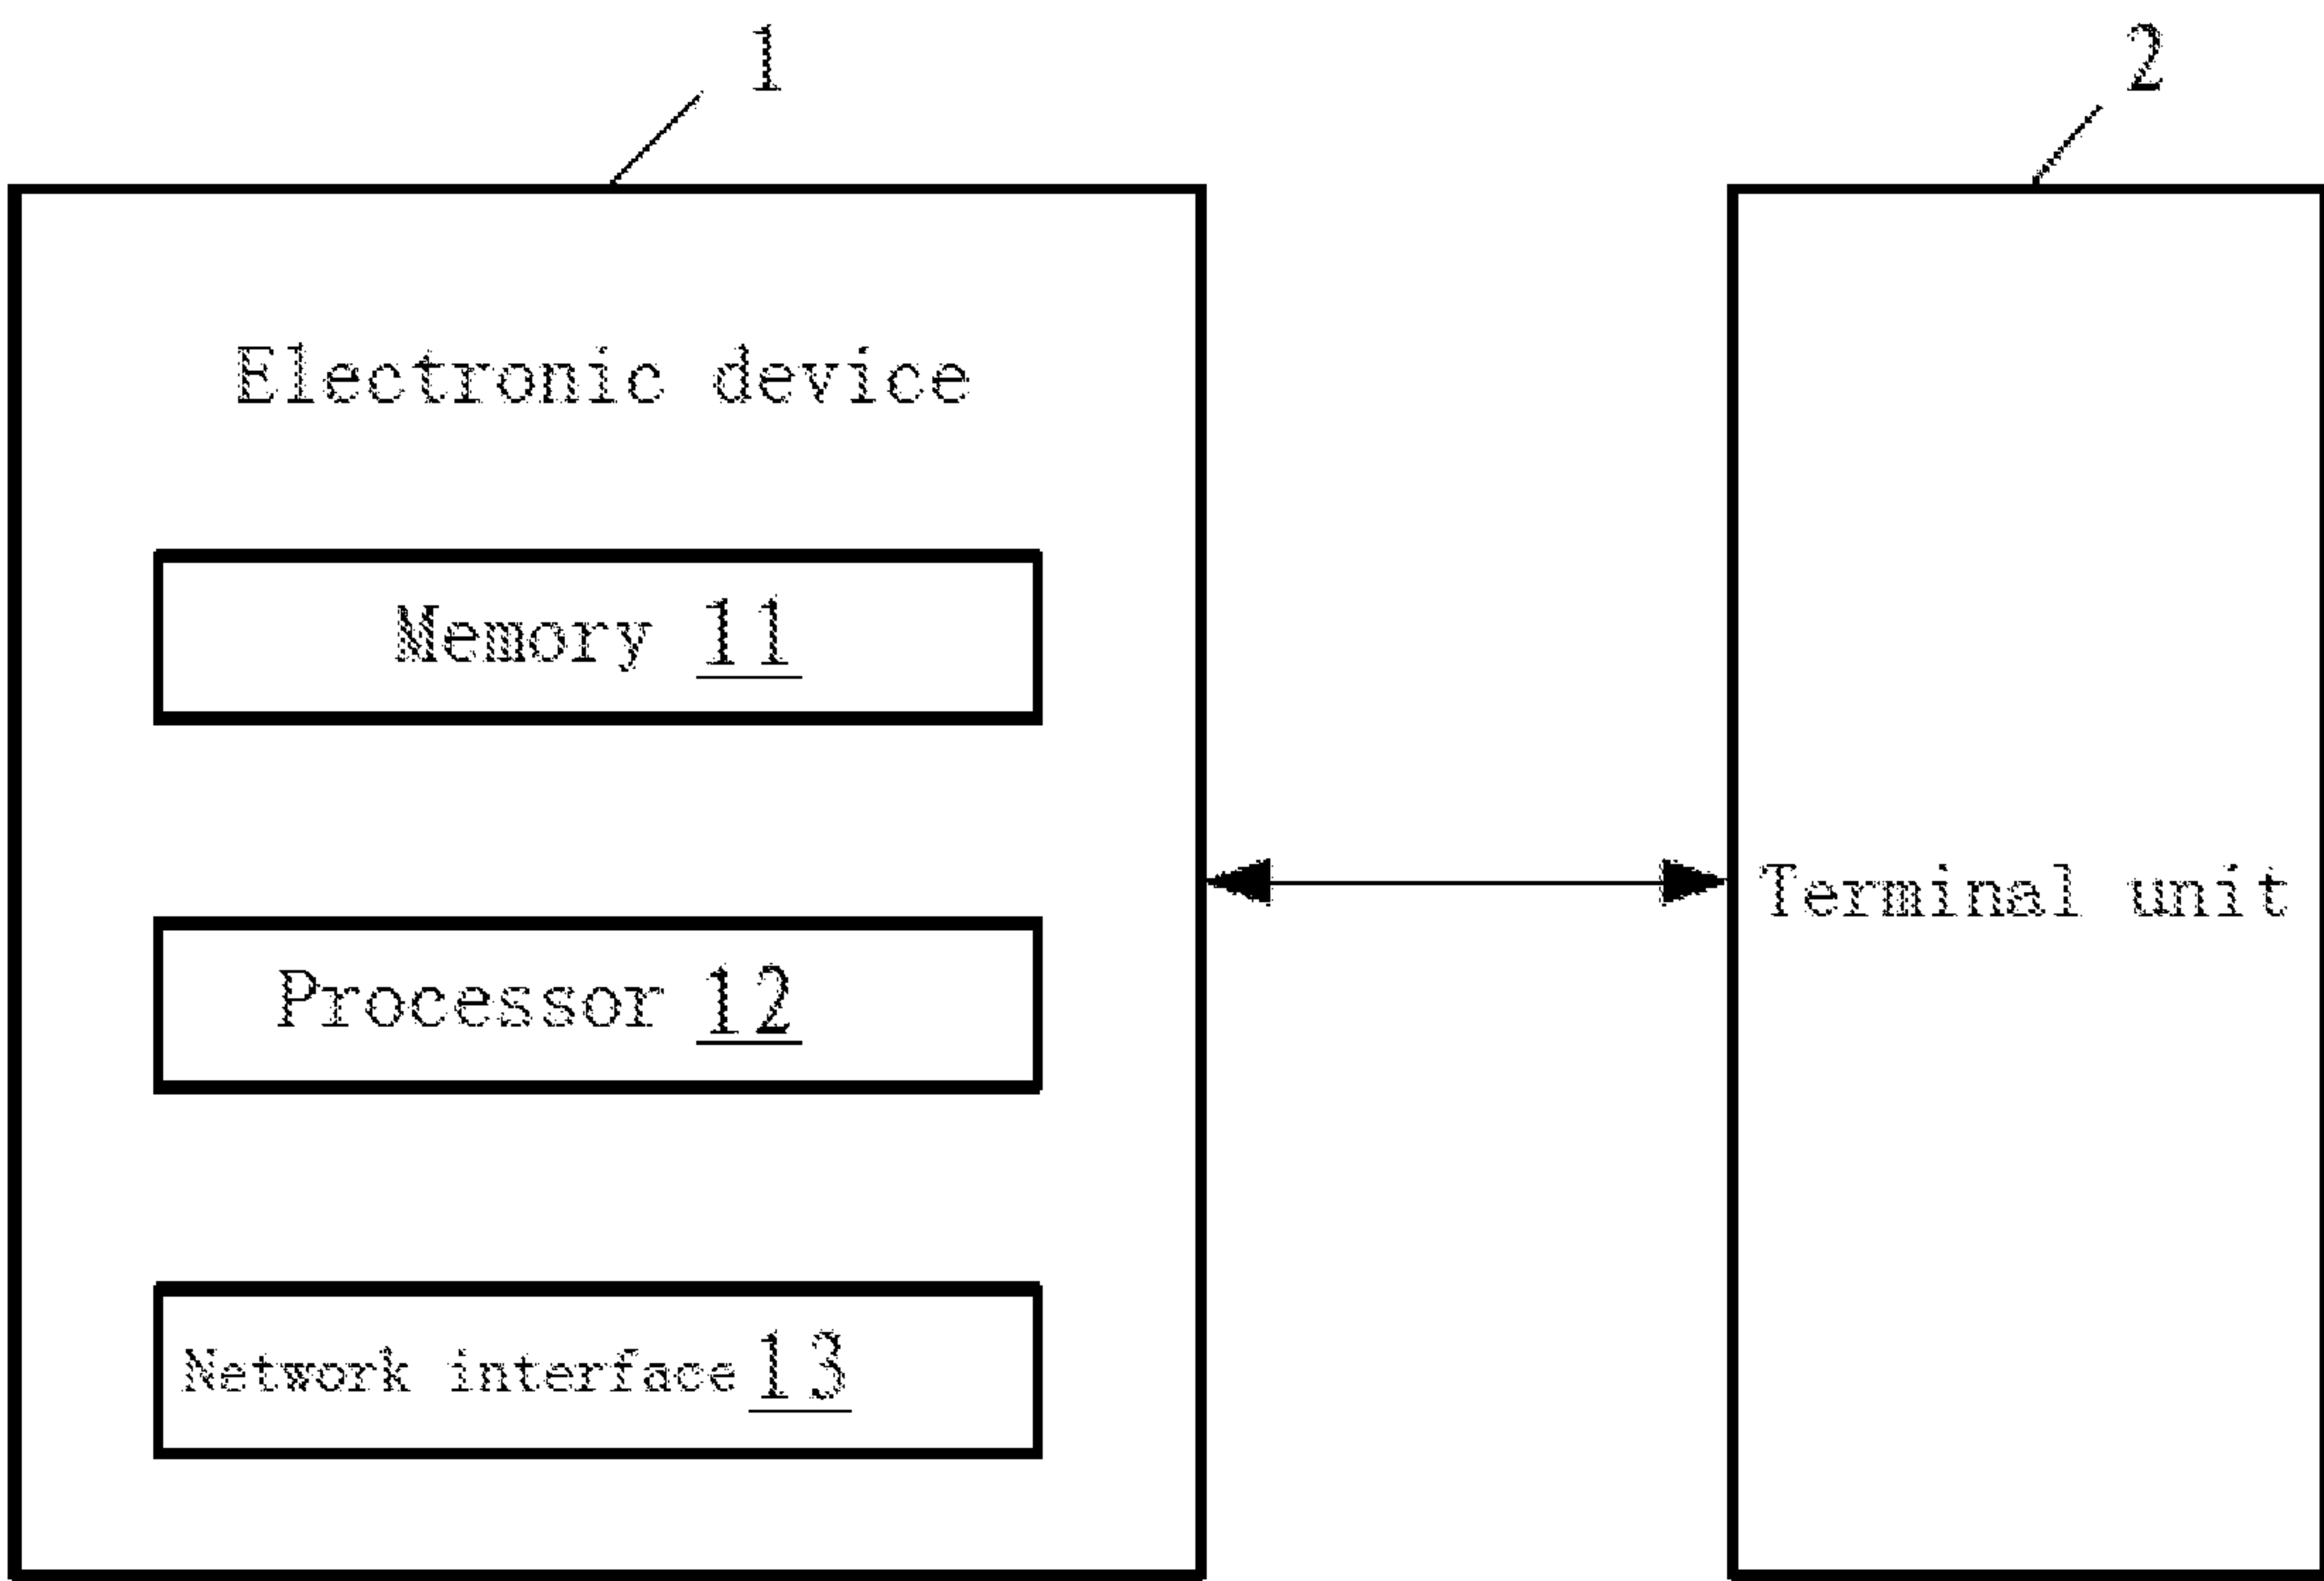 1
2
Electronic device
Memory 11
Processor 12
Network interface 13
Terminal unit